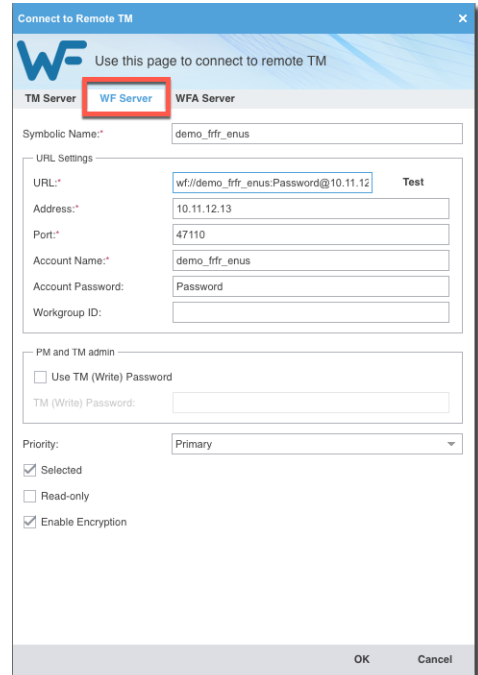 Connect to Remote TM ×
WF
Use this page to connect to remote TM
TM Server WF Server WFA Server
Symbolic Name:* demo_frfr_enus
URL Settings
URL:* wf://demo_frfr_enus:Password@10.11.12 Test
Address:* 10.11.12.13
Port:* 47110
Account Name:* demo_frfr_enus
Account Password: Password
Workgroup ID:
PM and TM admin
Use TM (Write) Password
TM (Write) Password:
Priority: Primary
Selected
Read-only
Enable Encryption
OK Cancel